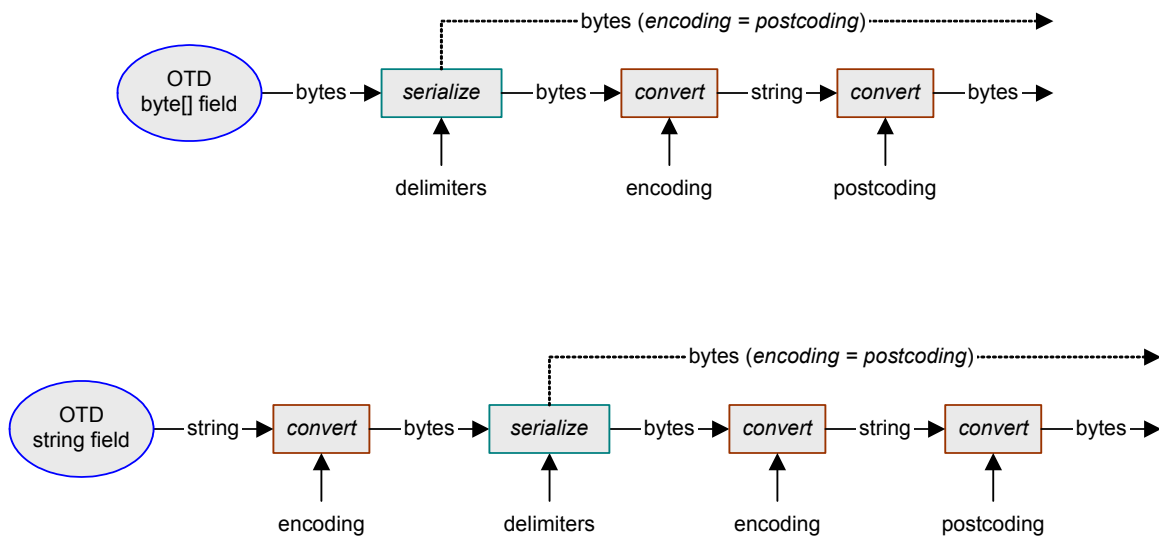 bytes (encoding = postcoding)
OTD
byte[] field
bytes
serialize
bytes
convert
string
convert
bytes
delimiters
encoding
postcoding
bytes (encoding = postcoding)
OTD
string field
string
convert
bytes
serialize
bytes
convert
string
convert
bytes
encoding
delimiters
encoding
postcoding